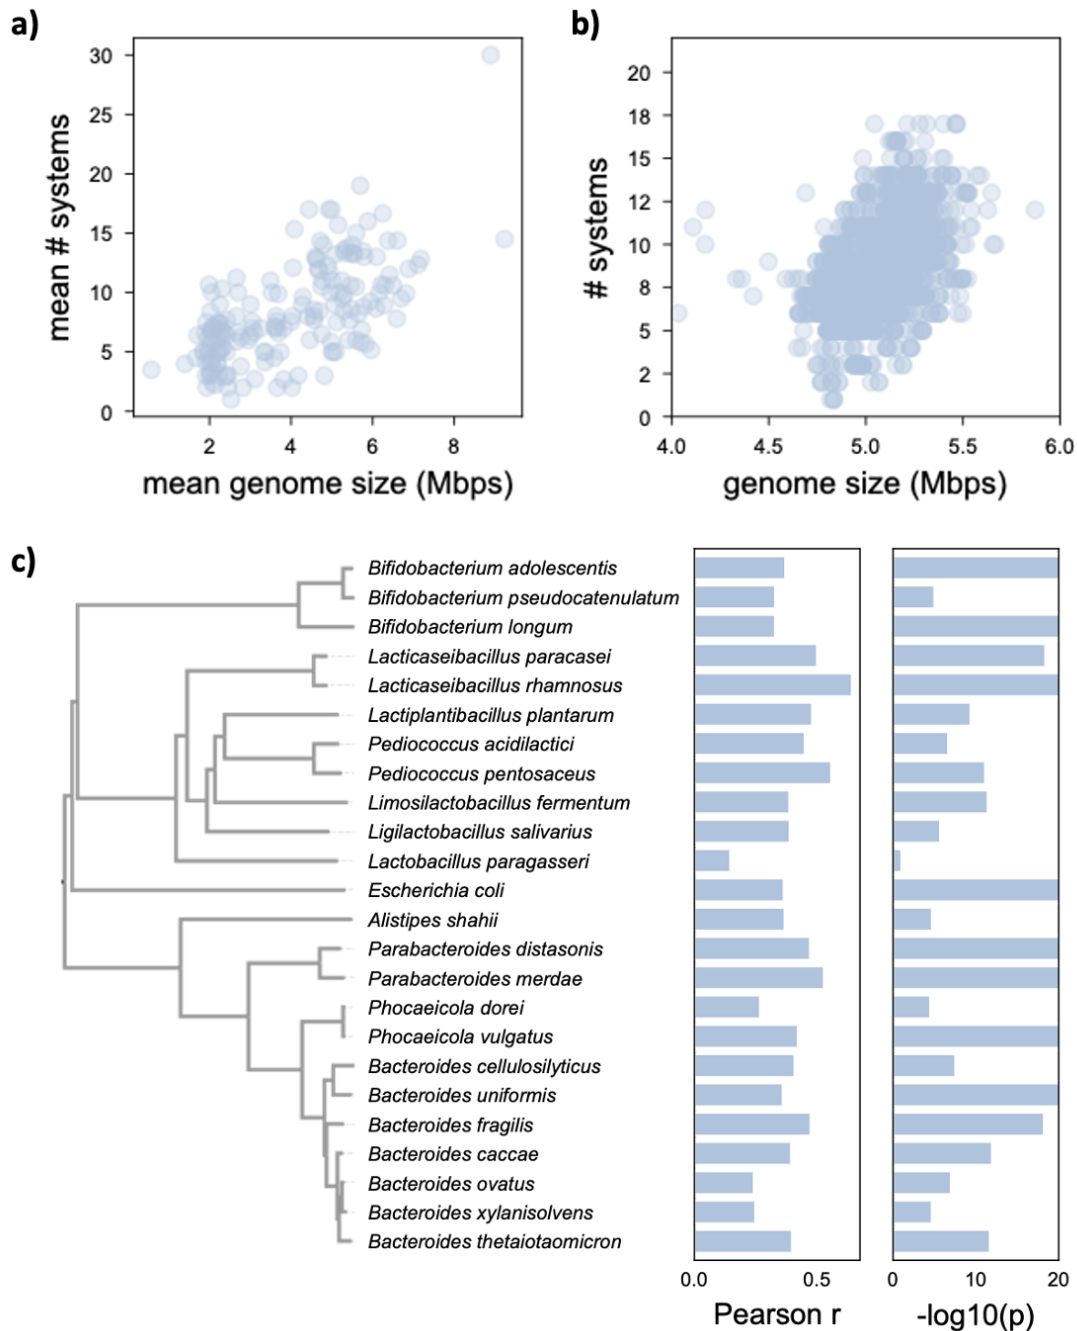 a)
30
25
20
15
10
5
0
mean # systems
2 4 6 8
mean genome size (Mbps)
b)
20
18
15
12
10
8
5
2
0
# systems
4.0 4.5 5.0 5.5 6.0
genome size (Mbps)
c)
Bifidobacterium adolescentis
Bifidobacterium pseudocatenulatum
Bifidobacterium longum
Lacticaseibacillus paracasei
Lacticaseibacillus rhamnosus
Lactiplantibacillus plantarum
Pediococcus acidilactici
Pediococcus pentosaceus
Limosilactobacillus fermentum
Ligilactobacillus salivarius
Lactobacillus paragasseri
Escherichia coli
Alistipes shahii
Parabacteroides distasonis
Parabacteroides merdae
Phocaeicola dorei
Phocaeicola vulgatus
Bacteroides cellulosilyticus
Bacteroides uniformis
Bacteroides fragilis
Bacteroides caccae
Bacteroides ovatus
Bacteroides xylanisolvens
Bacteroides thetaiotaomicron
0.0 0.5
Pearson r
0 10 20
-log10(p)